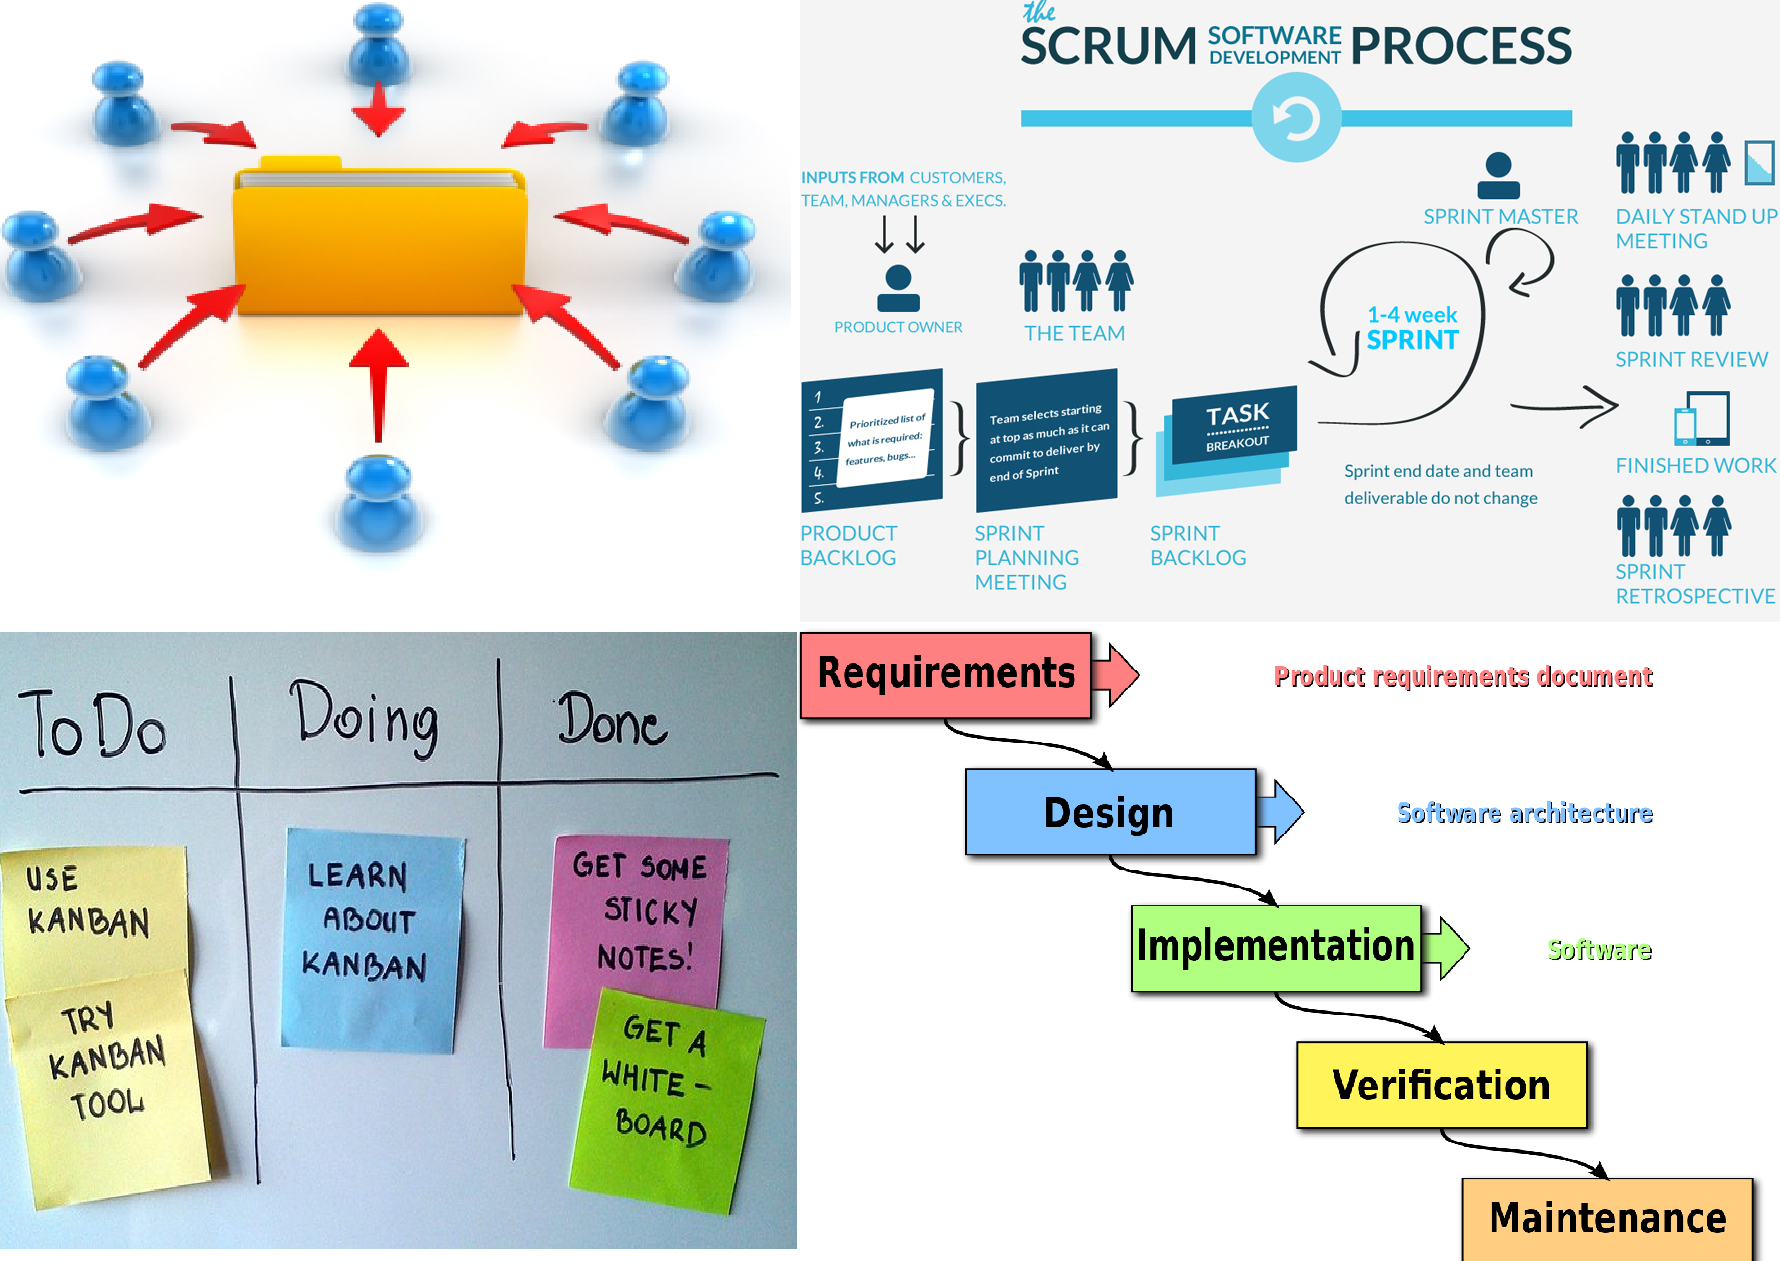 the
SCRUM SOFTWARE DEVELOPMENT PROCESS
INPUTS FROM CUSTOMERS,
TEAM, MANAGERS & EXECS.
PRODUCT OWNER
THE TEAM
SPRINT MASTER
1-4 week
SPRINT
DAILY STAND UP
MEETING
SPRINT REVIEW
FINISHED WORK
SPRINT
RETROSPECTIVE
1
2.
3.
4.
5.
Prioritized list of
what is required:
features, bugs...
Team selects starting
at top as much as it can
commit to deliver by
end of Sprint
TASK
BREAKOUT
Sprint end date and team
deliverable do not change
PRODUCT
BACKLOG
SPRINT
PLANNING
MEETING
SPRINT
BACKLOG
To Do
Doing
Done
USE
KANBAN
TRY
KANBAN
TOOL
LEARN
ABOUT
KANBAN
GET SOME
STICKY
NOTES!
GET A
WHITE-
BOARD
Requirements
Product requirements document
Design
Software architecture
Implementation
Software
Verification
Maintenance